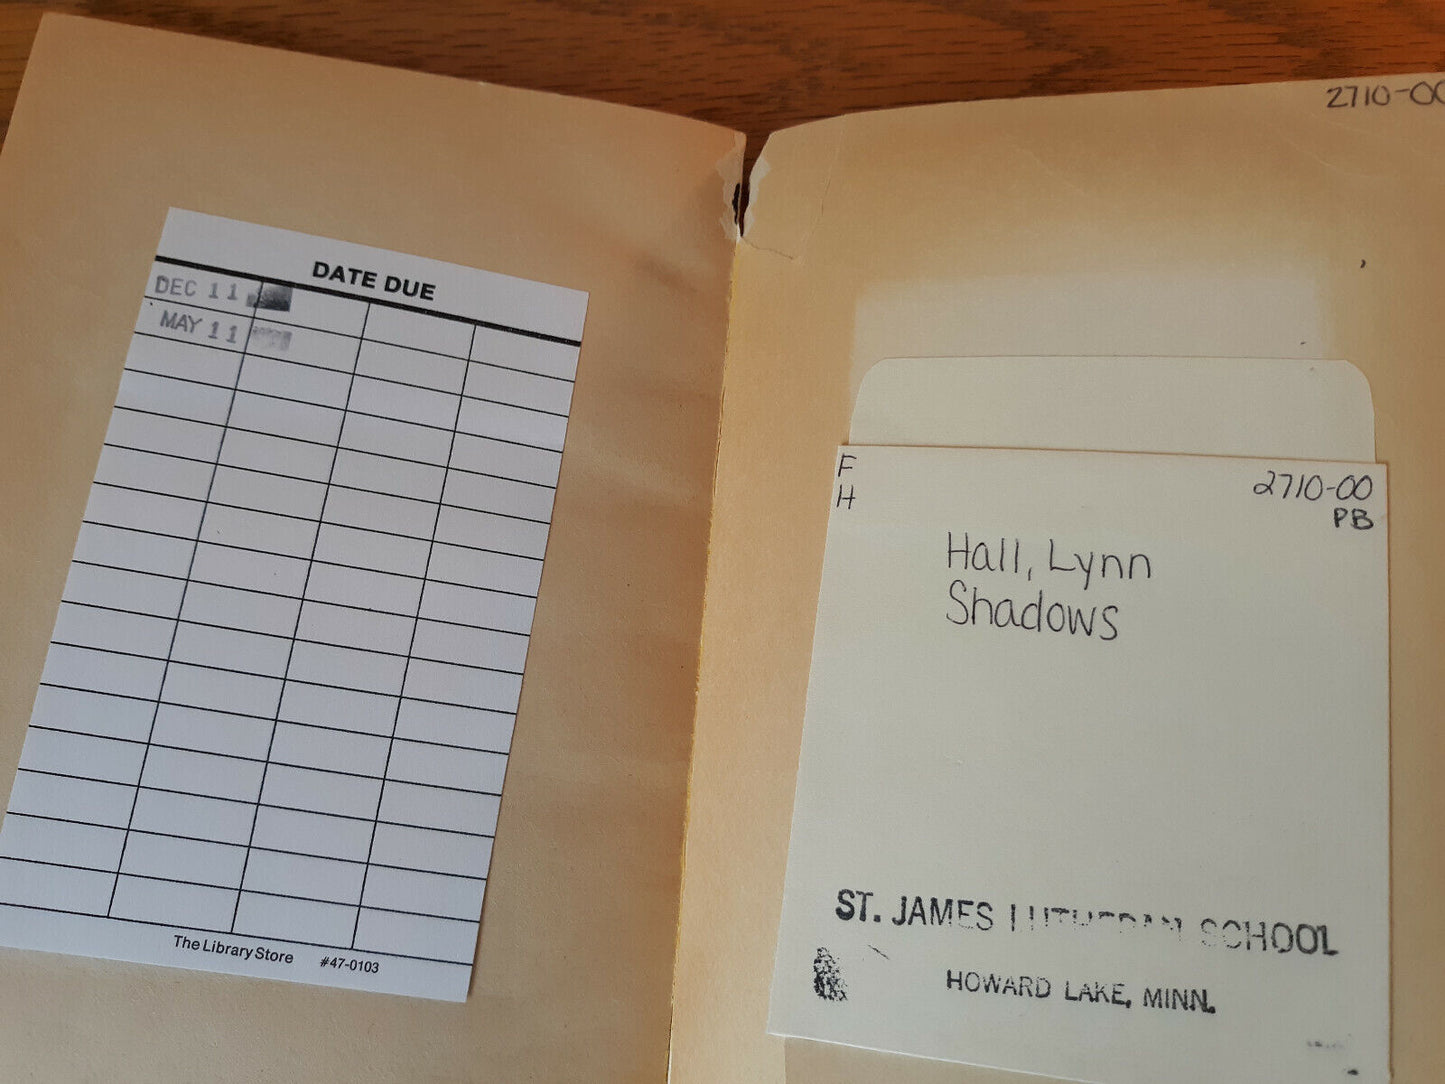 DATE DUE
DEC 11
MAY 11
The Library Store #47-0103
2710-00
F
H
2710-00
PB
Hall, Lynn
Shadows
ST. JAMES LUTHERAN SCHOOL
HOWARD LAKE, MINN.